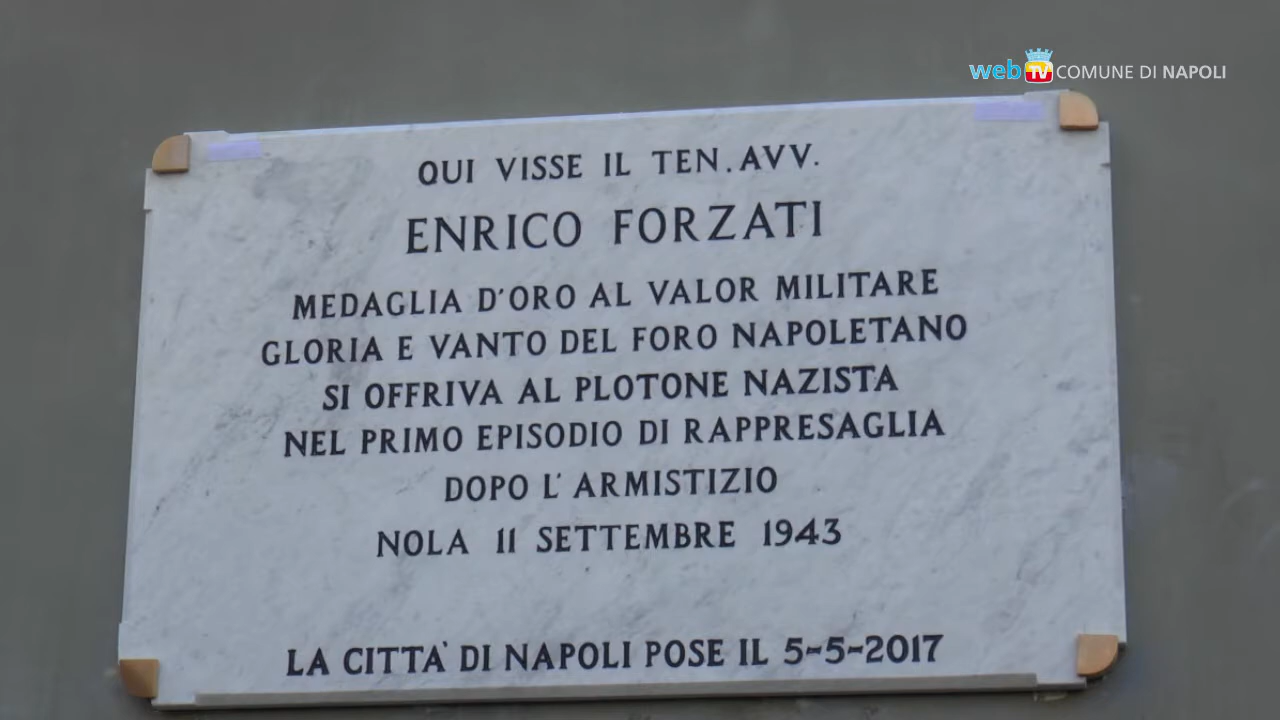 web TV COMUNE DI NAPOLI
QUI VISSE IL TEN. AVV.
ENRICO FORZATI
MEDAGLIA D'ORO AL VALOR MILITARE
GLORIA E VANTO DEL FORO NAPOLETANO
SI OFFRIVA AL PLOTONE NAZISTA
NEL PRIMO EPISODIO DI RAPPRESAGLIA
DOPO L' ARMISTIZIO
NOLA 11 SETTEMBRE 1943
LA CITTA' DI NAPOLI POSE IL 5-5-2017